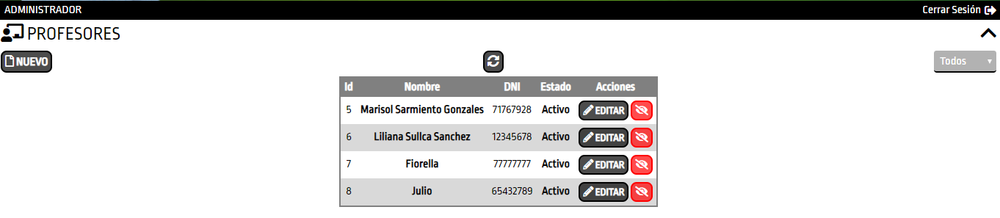 ADMINISTRADOR Cerrar Sesión
PROFESORES
NUEVO Todos
Id Nombre DNI Estado Acciones
5 Marisol Sarmiento Gonzales 71767928 Activo EDITAR
6 Liliana Sullca Sanchez 12345678 Activo EDITAR
7 Fiorella 77777777 Activo EDITAR
8 Julio 65432789 Activo EDITAR